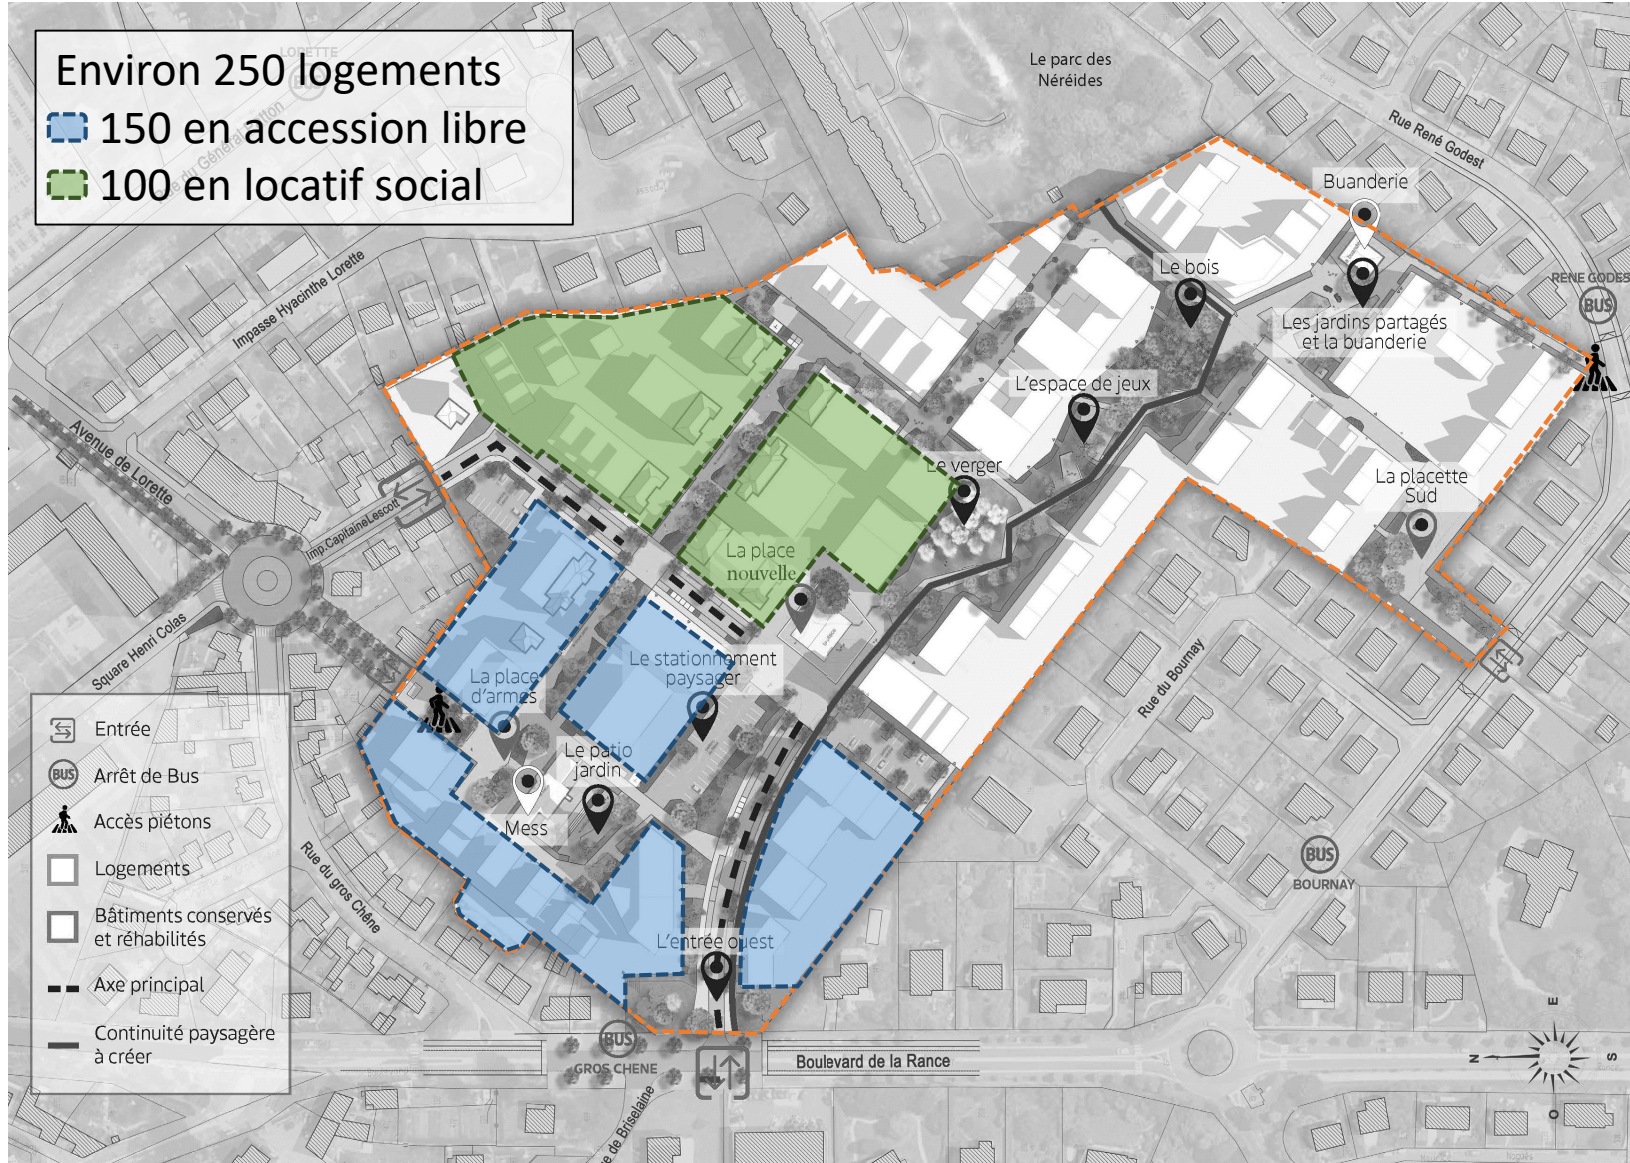 Environ 250 logements
150 en accession libre
100 en locatif social
LORETTE
Le parc des
Néréides
Rue René Godest
Buanderie
RENE GODES
BUS
Le bois
Les jardins partagés
et la buanderie
Impasse Hyacinthe Lorette
L'espace de jeux
Avenue de Lorette
Le verger
La placette
Sud
Imp.CapitaineLescott
La place
nouvelle
Square Henri Colas
Le stationnement
paysager
La place
d'armes
Rue du Bournay
Le patio
jardin
Mess
Entrée
BUS
Arrêt de Bus
Accès piétons
Logements
Bâtiments conservés
et réhabilités
Axe principal
Continuité paysagère
à créer
Rue du gros Chêne
BUS
BOURNAY
L'entrée ouest
BUS
GROS CHENE
Boulevard de la Rance
e de Briselaine
E
N
S
O